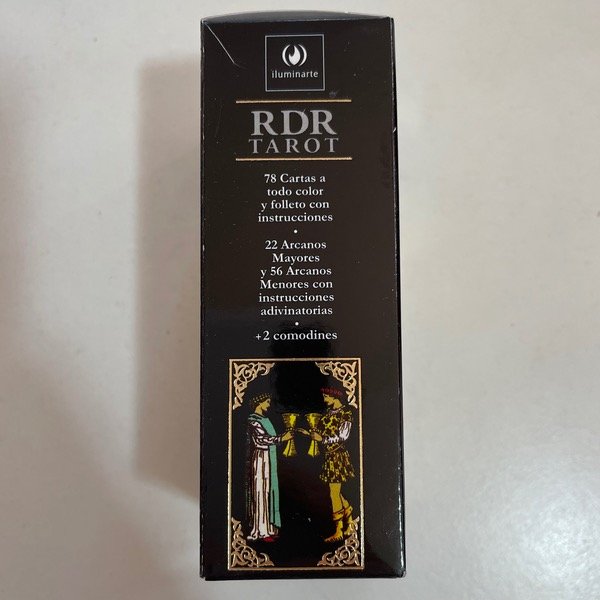 iluminarte
RDR
TAROT
78 Cartas a
todo color
y folleto con
instrucciones
•
22 Arcanos
Mayores
y 56 Arcanos
Menores con
instrucciones
adivinatorias
•
+2 comodines